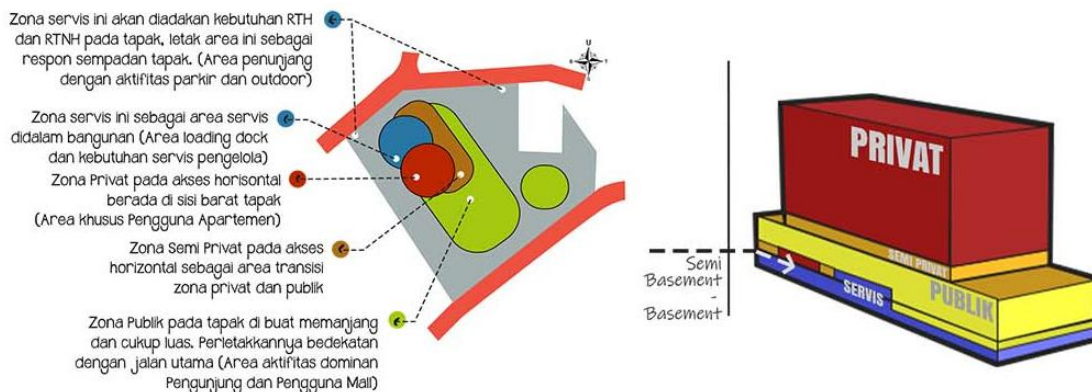 Zona servis ini akan diadakan kebutuhan RTH
dan RTNH pada tapak, letak area ini sebagai
respon sempadan tapak. (Area penunjang
dengan aktifitas parkir dan outdoor)
Zona servis ini sebagai area servis
didalam bangunan (Area loading dock
dan kebutuhan servis pengelola)
Zona Privat pada akses horisontal
berada di sisi barat tapak
(Area khusus Pengguna Apartemen)
Zona Semi Privat pada akses
horizontal sebagai area transisi
zona privat dan publik
Zona Publik pada tapak di buat memanjang
dan cukup luas. Perletakkannya bedekatan
dengan jalan utama (Area aktifitas dominan
Pengunjung dan Pengguna Mall)
U
PRIVAT
SEMI PRIVAT
PUBLIK
SERVIS
Semi
Basement
-
Basement